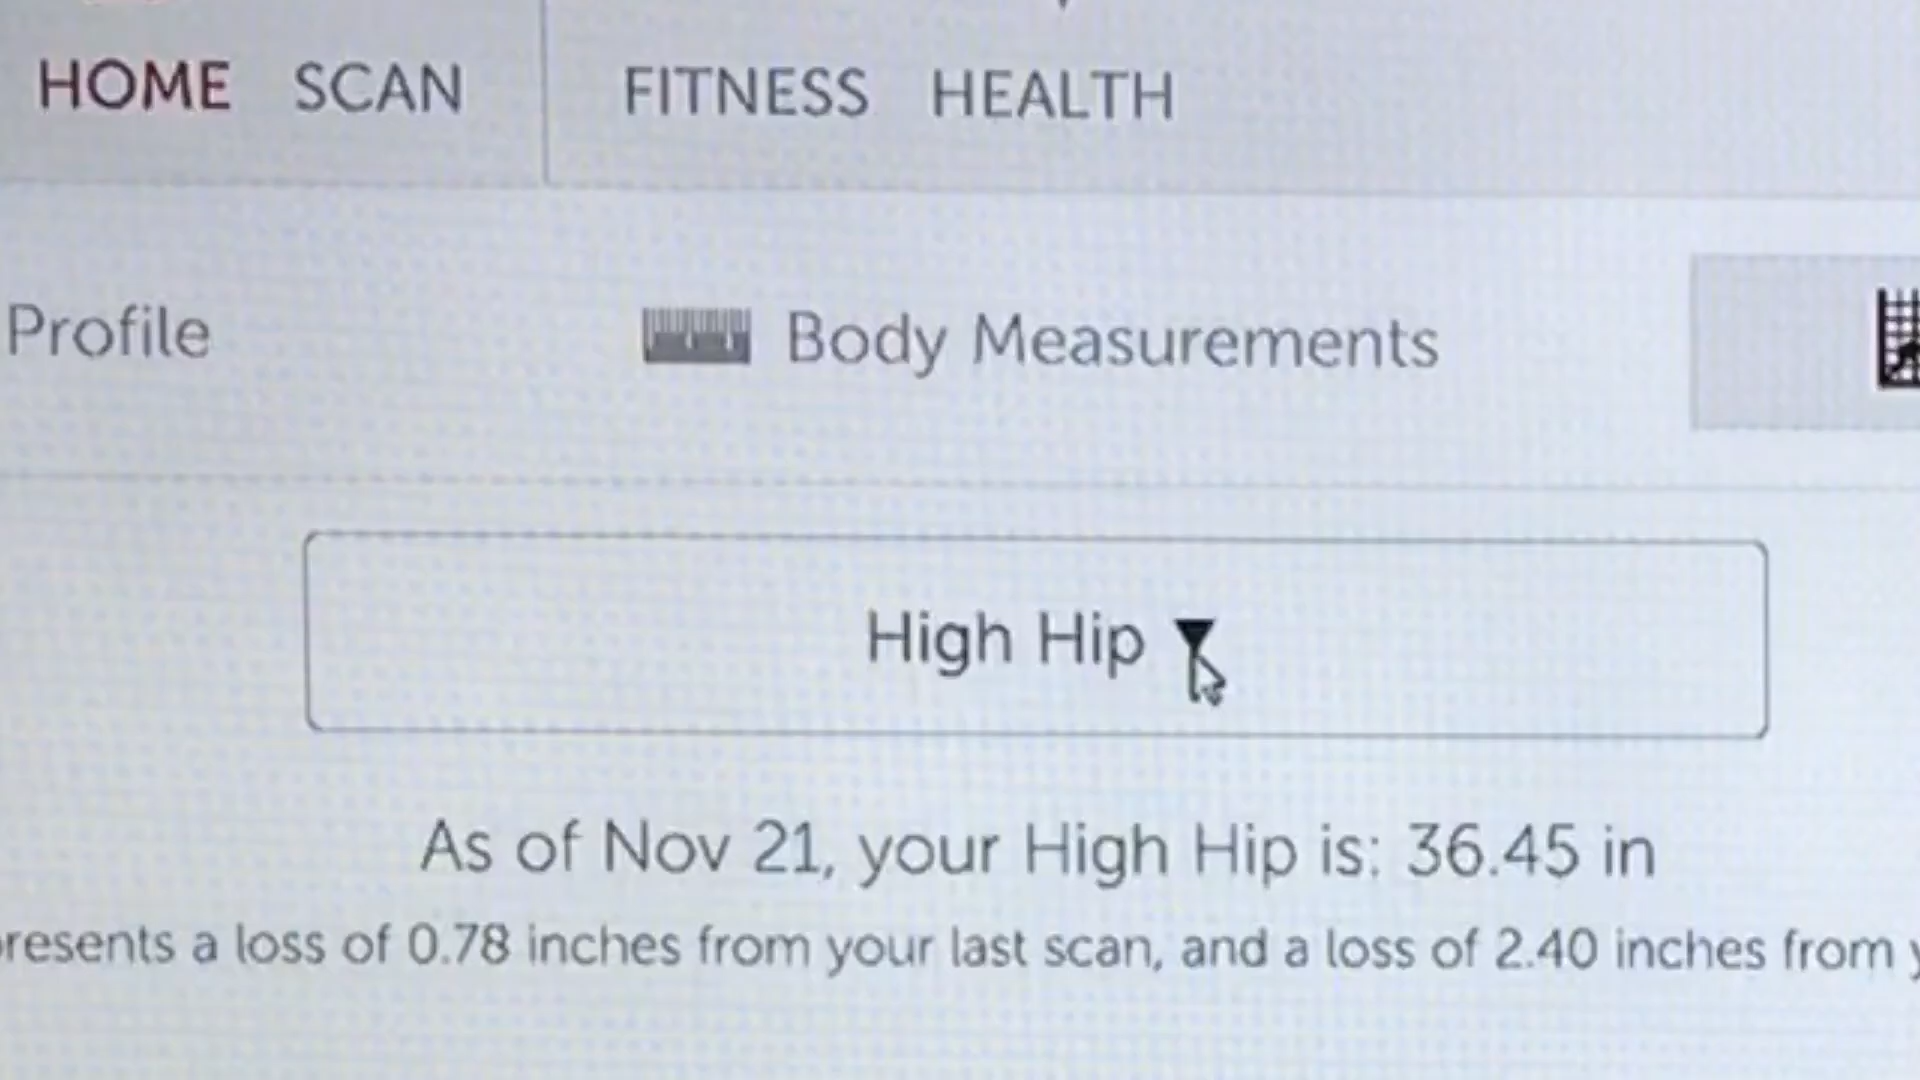 HOME SCAN FITNESS HEALTH
Profile Body Measurements
High Hip
As of Nov 21, your High Hip is: 36.45 in
resents a loss of 0.78 inches from your last scan, and a loss of 2.40 inches from y